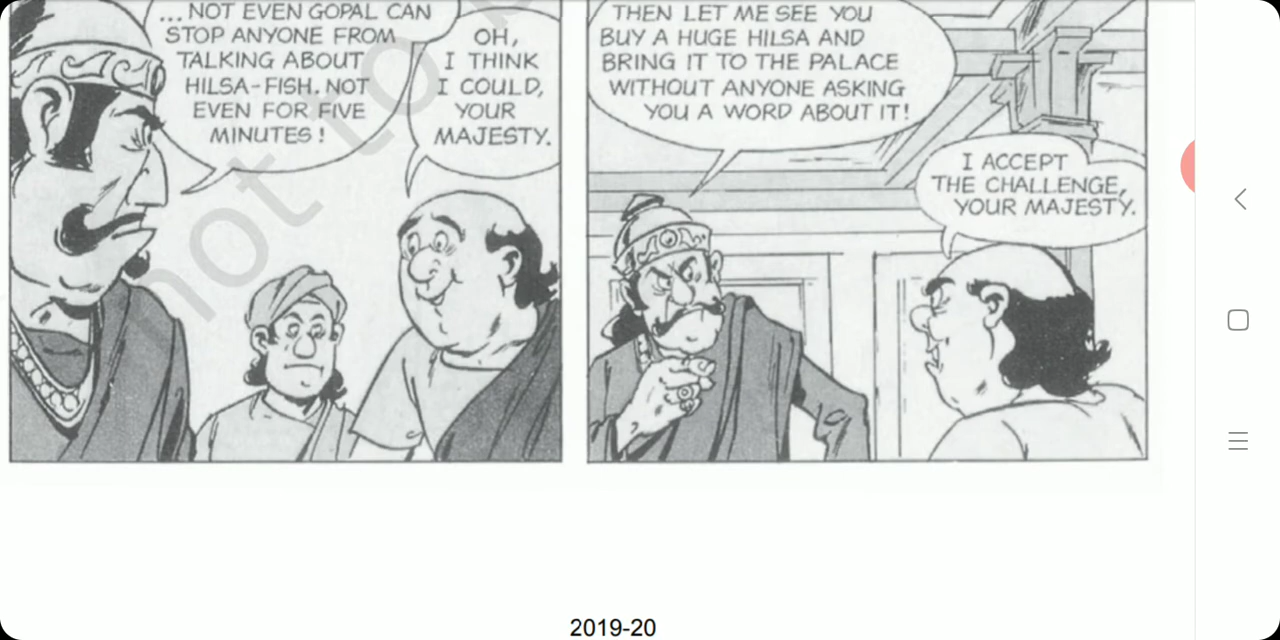 ...NOT EVEN GOPAL CAN
STOP ANYONE FROM
TALKING ABOUT
HILSA-FISH. NOT
EVEN FOR FIVE
MINUTES!
OH,
I THINK
I COULD,
YOUR
MAJESTY.
THEN LET ME SEE YOU
BUY A HUGE HILSA AND
BRING IT TO THE PALACE
WITHOUT ANYONE ASKING
YOU A WORD ABOUT IT!
I ACCEPT
THE CHALLENGE,
YOUR MAJESTY.
not to
2019-20